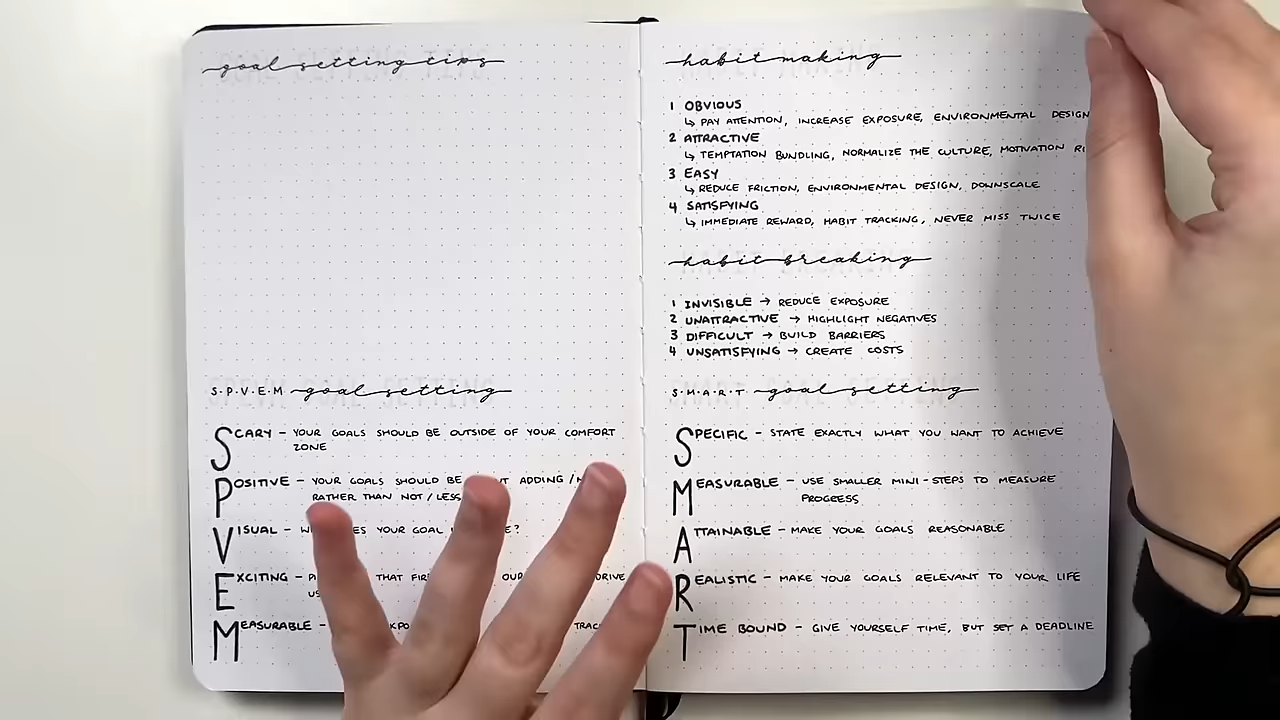 goal setting tips
S·P·V·E·M goal setting
SCARY - YOUR GOALS SHOULD BE OUTSIDE OF YOUR COMFORT
ZONE
POSITIVE - YOUR GOALS SHOULD BE ADDING /
RATHER THAN NOT / LESS
VISUAL - YOUR GOAL
EXCITING - THAT DRIVE
MEASURABLE -
habit making
1 OBVIOUS
↳ PAY ATTENTION, INCREASE EXPOSURE, ENVIRONMENTAL DESIGN
2 ATTRACTIVE
↳ TEMPTATION BUNDLING, NORMALIZE THE CULTURE, MOTIVATION
3 EASY
↳ REDUCE FRICTION, ENVIRONMENTAL DESIGN, DOWNSCALE
4 SATISFYING
↳ IMMEDIATE REWARD, HABIT TRACKING, NEVER MISS TWICE
habit breaking
1 INVISIBLE → REDUCE EXPOSURE
2 UNATTRACTIVE → HIGHLIGHT NEGATIVES
3 DIFFICULT → BUILD BARRIERS
4 UNSATISFYING → CREATE COSTS
S·M·A·R·T goal setting
SPECIFIC - STATE EXACTLY WHAT YOU WANT TO ACHIEVE
MEASURABLE - USE SMALLER MINI-STEPS TO MEASURE
PROGRESS
ATTAINABLE - MAKE YOUR GOALS REASONABLE
REALISTIC - MAKE YOUR GOALS RELEVANT TO YOUR LIFE
TIME BOUND - GIVE YOURSELF TIME, BUT SET A DEADLINE